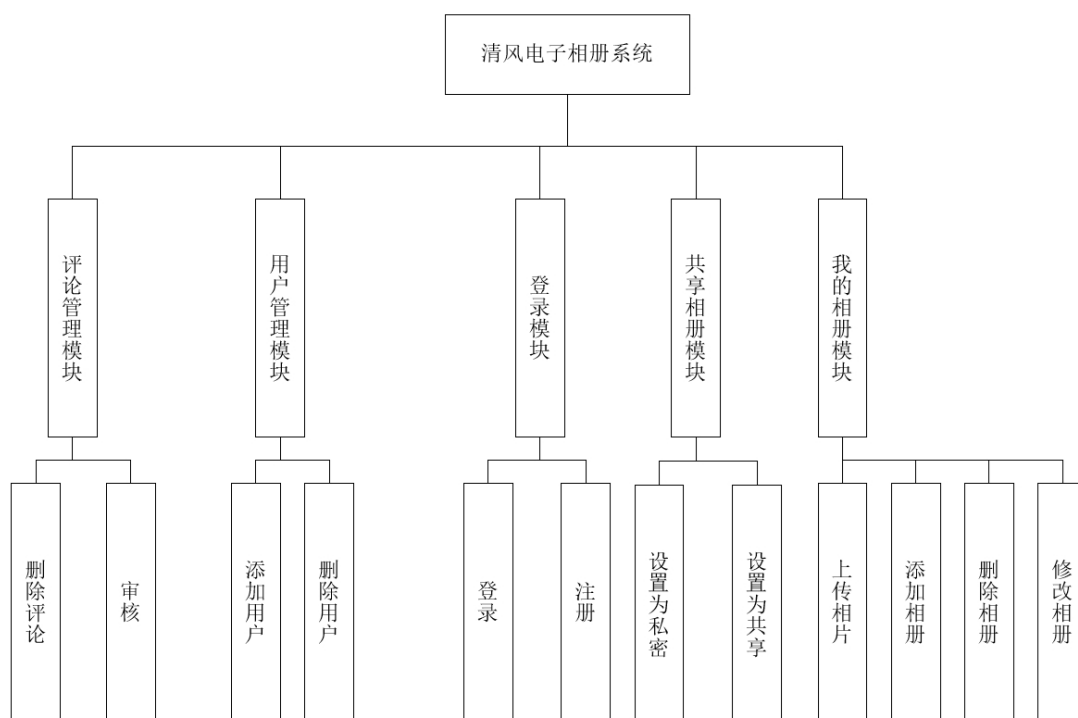 清风电子相册系统
评论管理模块
用户管理模块
登录模块
共享相册模块
我的相册模块
删除评论
审核
添加用户
删除用户
登录
注册
设置为私密
设置为共享
上传相片
添加相册
删除相册
修改相册